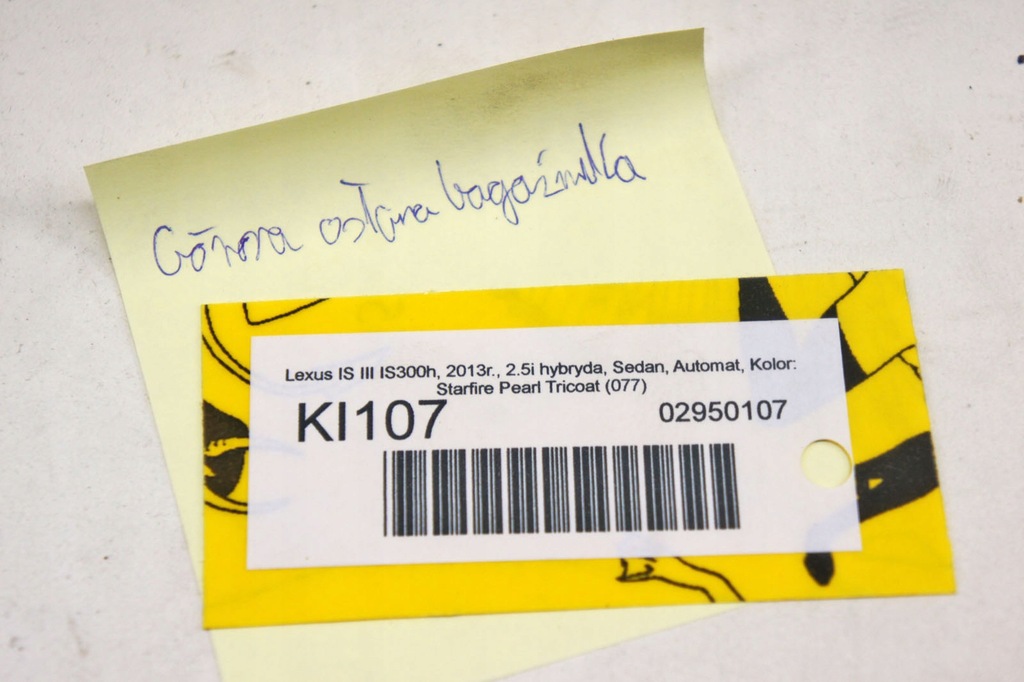 Górna osłona bagażnika
Lexus IS III IS300h, 2013r., 2.5i hybryda, Sedan, Automat, Kolor:
Starfire Pearl Tricoat (077)
KI107
02950107